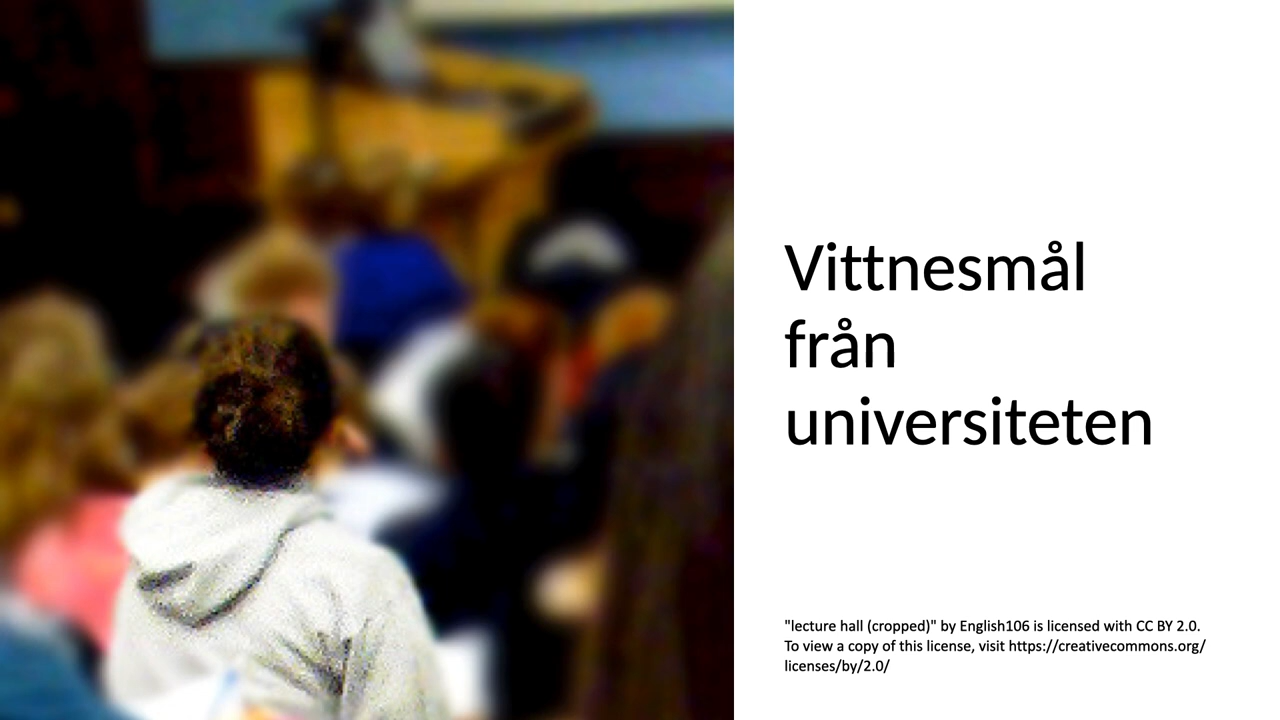 Vittnesmål
från
universiteten
"lecture hall (cropped)" by English106 is licensed with CC BY 2.0.
To view a copy of this license, visit https://creativecommons.org/
licenses/by/2.0/